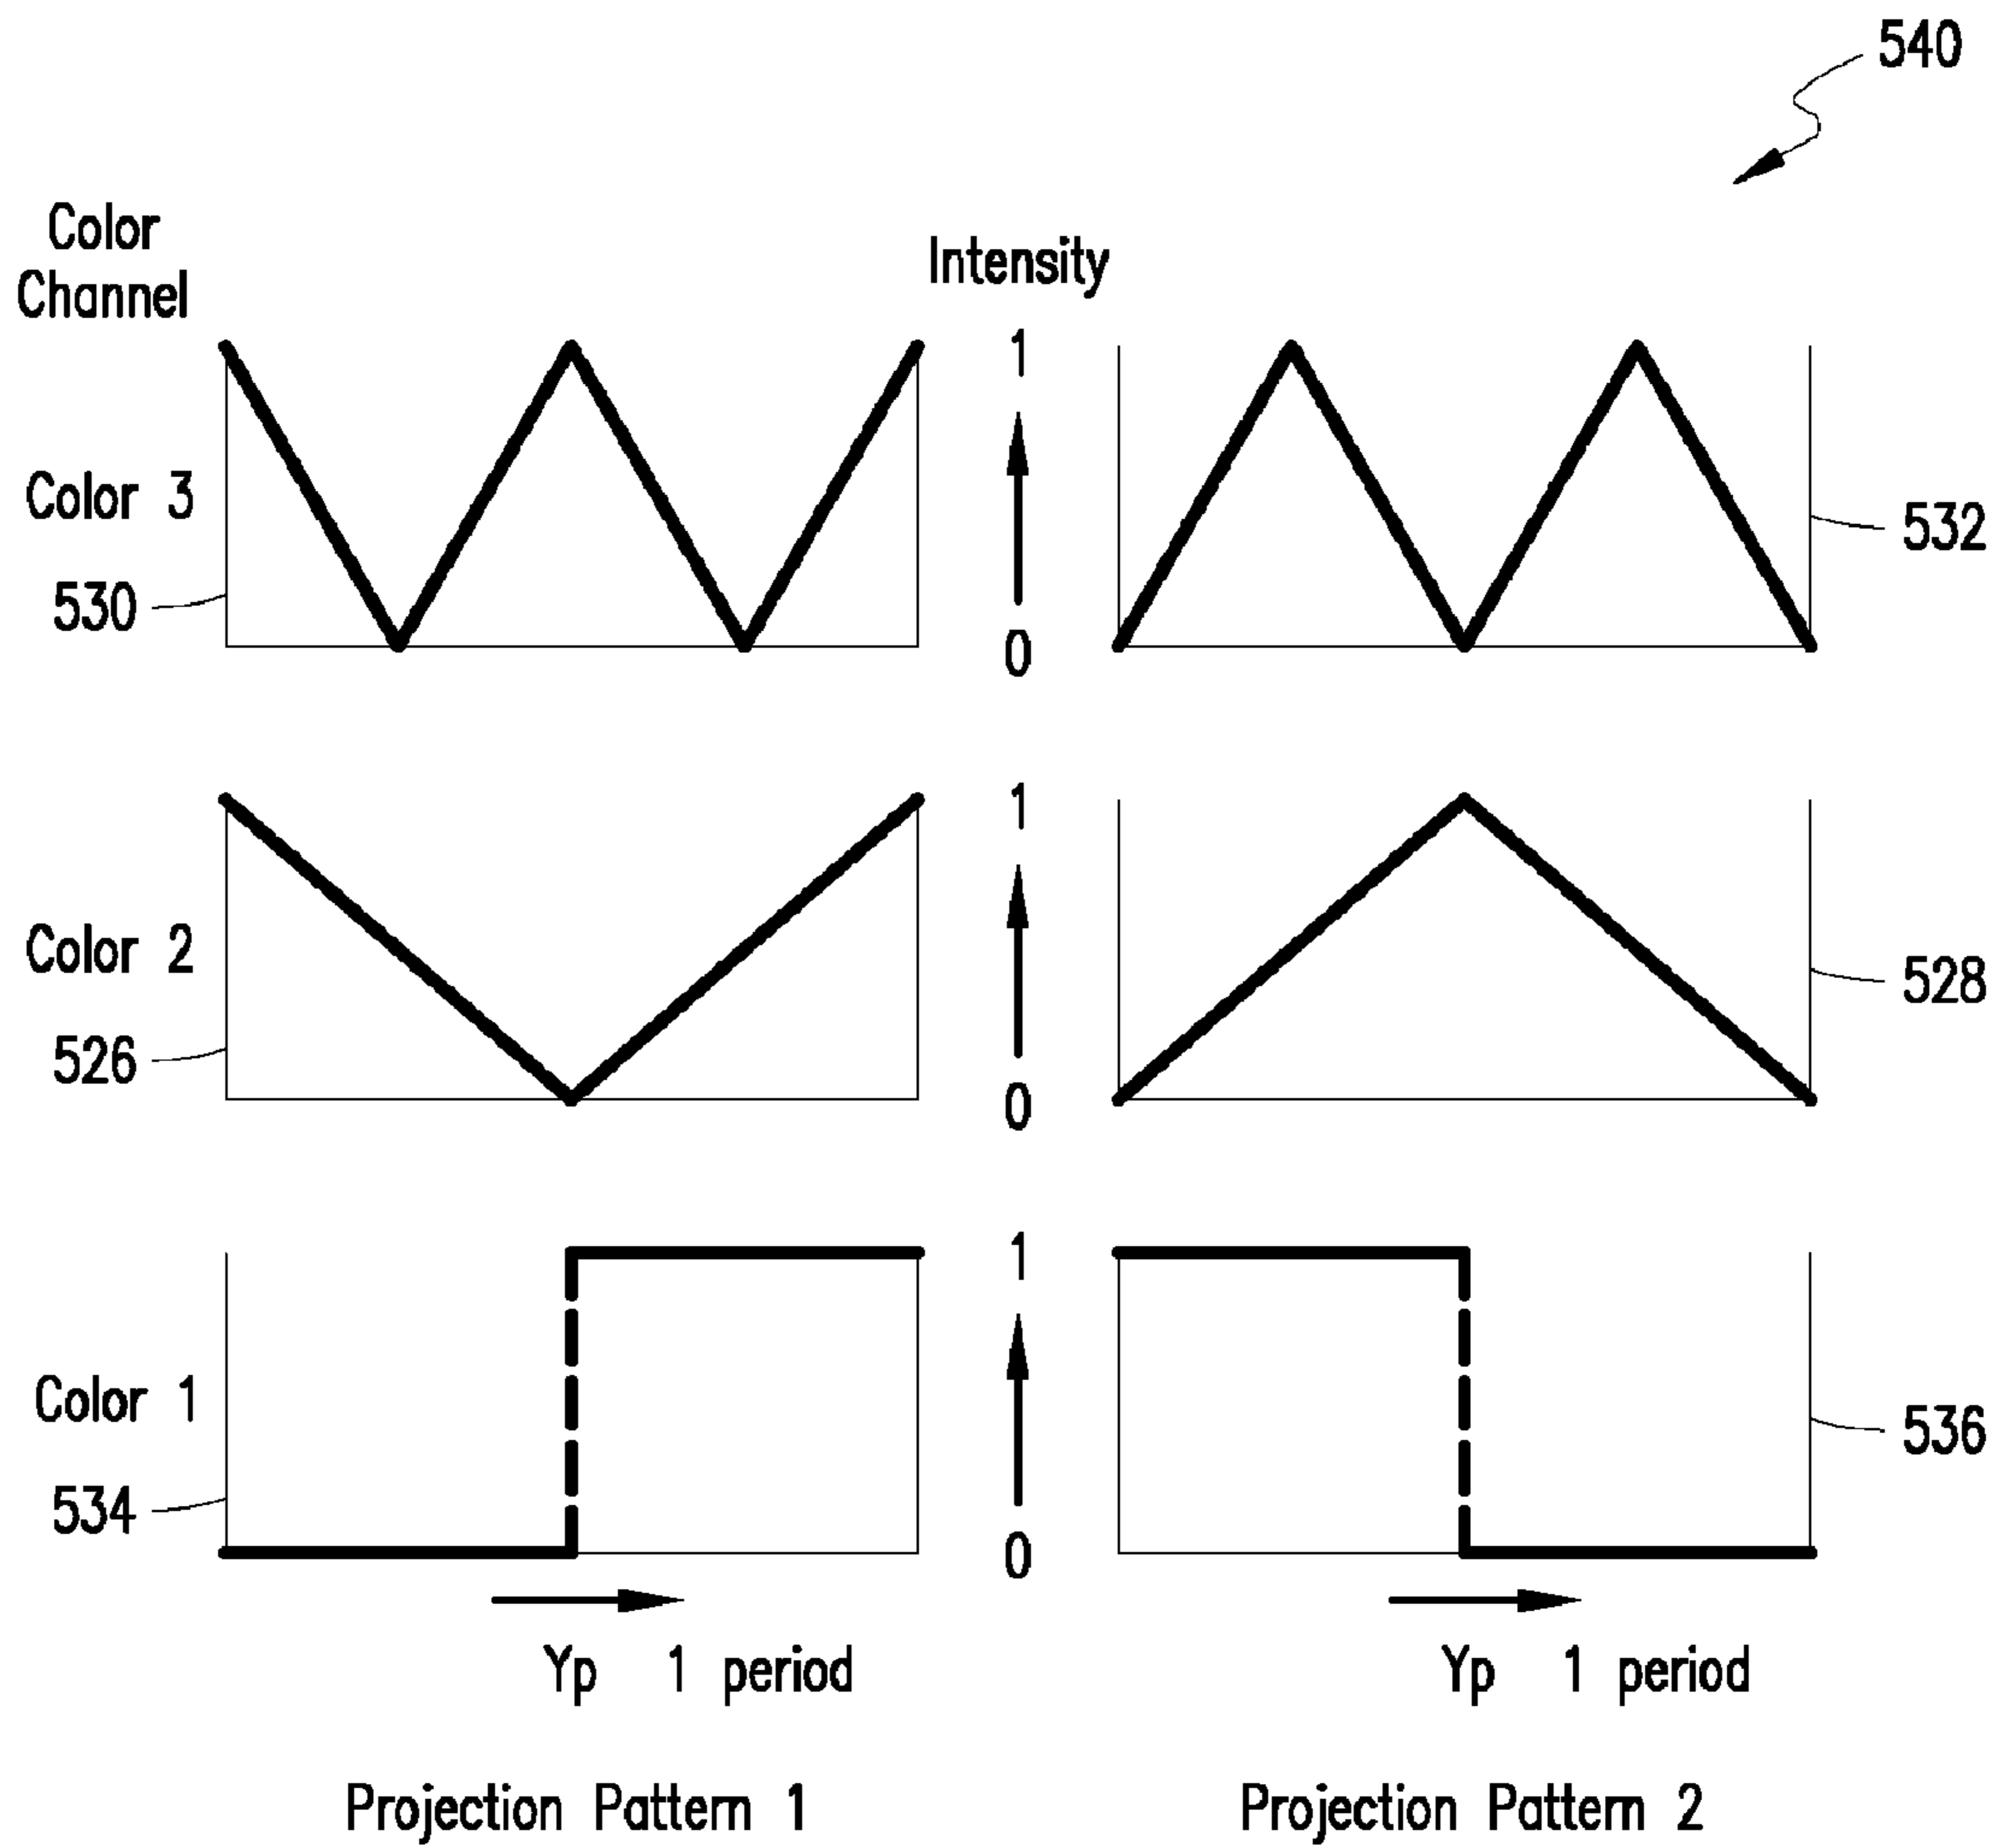 540
Color
Channel
Intensity
1
Color 3
530
0
532
1
Color 2
526
0
528
1
Color 1
534
0
536
Yp 1 period
Yp 1 period
Projection Pattern 1
Projection Pattern 2